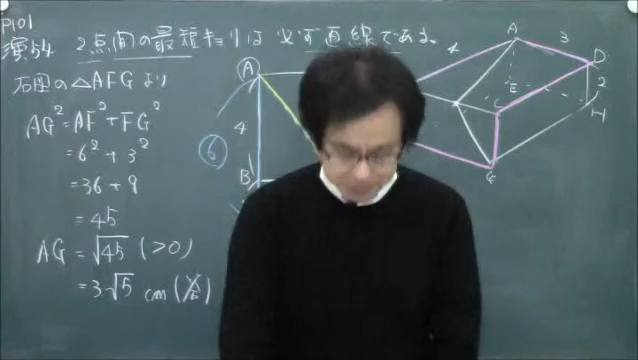 P101
演54 2点間の最短キョリは必ず直線である。
右図の△AFGより
AG²=AF²+FG²
=6²+3²
=36+9
=45
AG=√45 (>0)
=3√5 cm
A
4
B
6
4
A
3
D
2
E
C
H
G